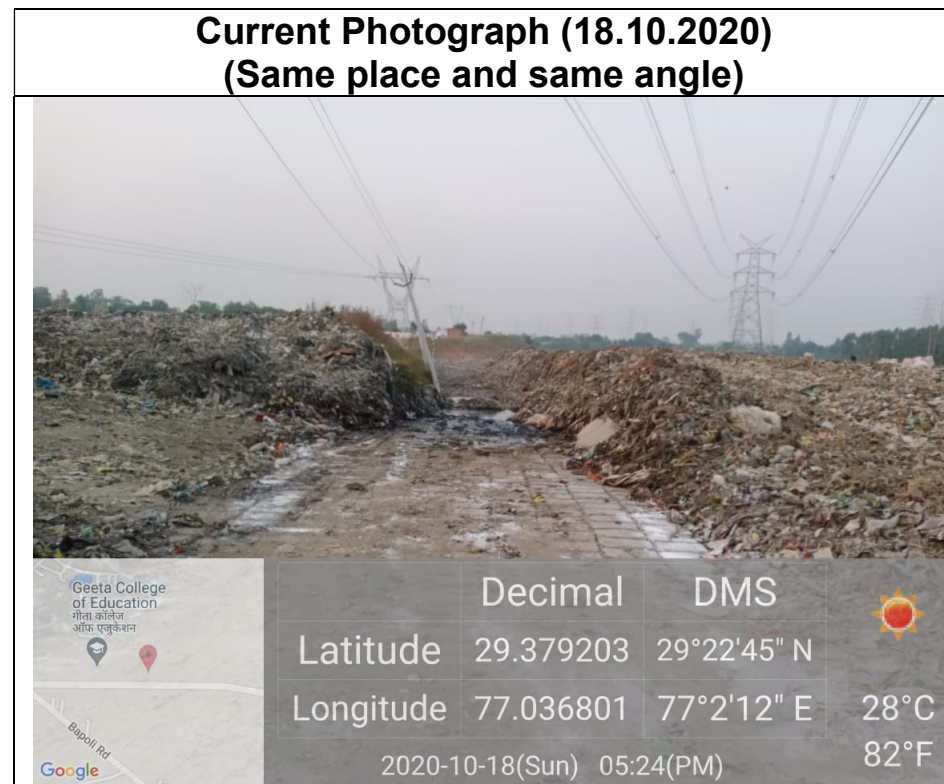 Current Photograph (18.10.2020)
(Same place and same angle)
Geeta College
of Education
गीता कॉलेज
ऑफ एजुकेशन
Bapoli Rd
Google
Decimal DMS
Latitude 29.379203 29°22'45" N
Longitude 77.036801 77°2'12" E
28°C
82°F
2020-10-18(Sun) 05:24(PM)